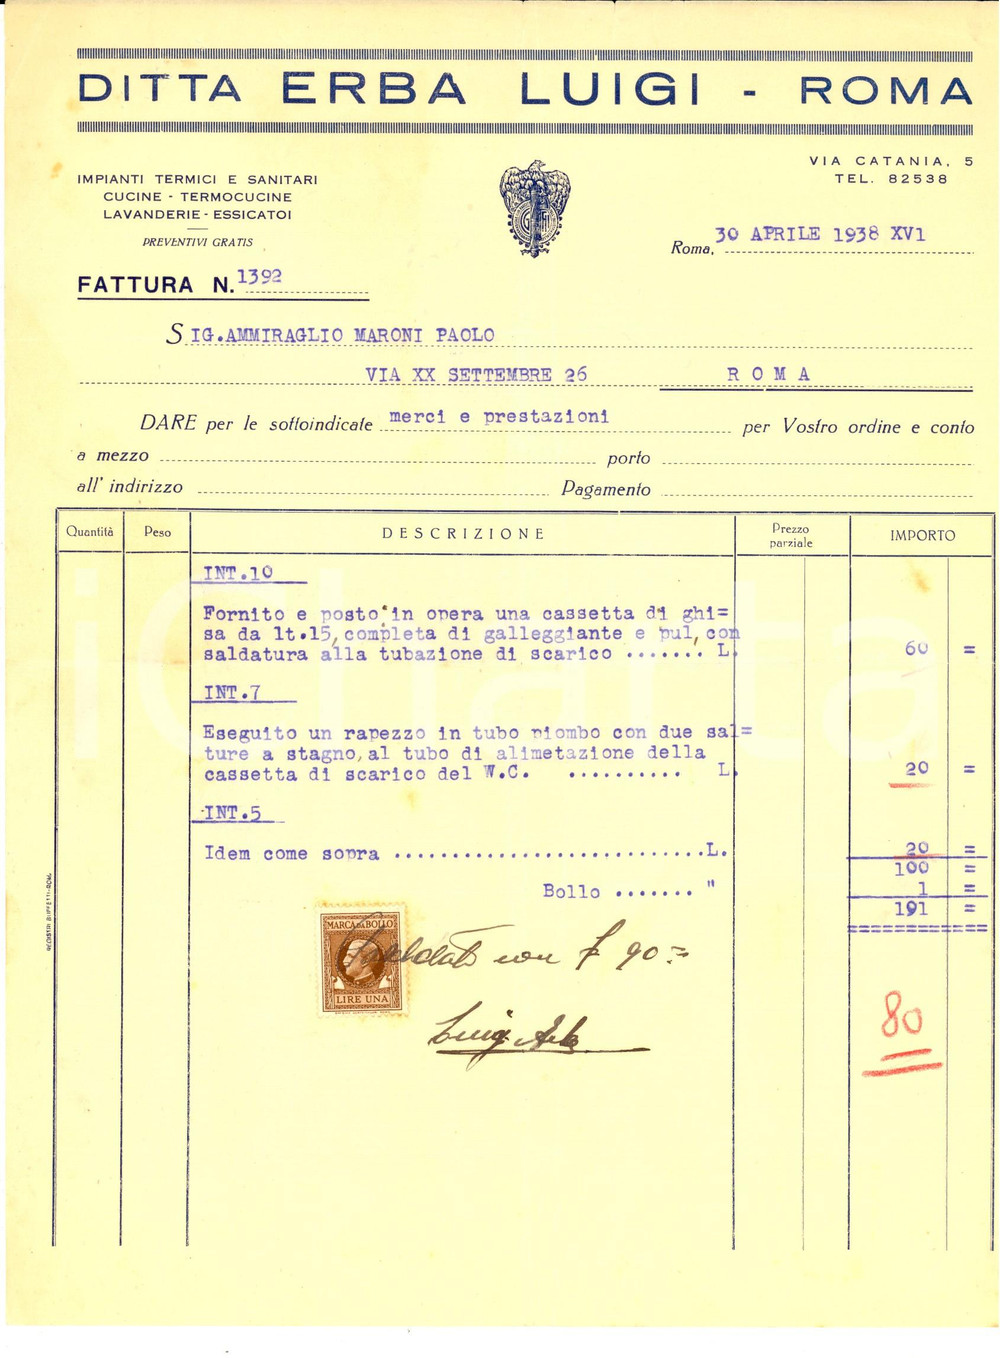 DITTA ERBA LUIGI - ROMA
IMPIANTI TERMICI E SANITARI
CUCINE - TERMOCUCINE
LAVANDERIE - ESSICATOI
PREVENTIVI GRATIS
VIA CATANIA, 5
TEL. 82538
Roma, 30 APRILE 1938 XVI
FATTURA N. 1392
SIG.AMMIRAGLIO MARONI PAOLO
VIA XX SETTEMBRE 26 ROMA
DARE per le sottoindicate merci e prestazioni per Vostro ordine e conto
a mezzo porto
all' indirizzo Pagamento
Quantità Peso DESCRIZIONE Prezzo parziale IMPORTO
INT.10
Fornito e posto in opera una cassetta di ghi=
sa da lt.15, completa di galleggiante e pul, con
saldatura alla tubazione di scarico ....... L. 60 =
INT.7
Eseguito un rapezzo in tubo piombo con due sal=
ture a stagno, al tubo di alimetazione della
cassetta di scarico del W.C. .......... L. 20 =
INT.5
Idem come sopra ...........................L. 20 =
100 =
Bollo ....... " 1 =
191 =
MARCA DA BOLLO
LIRE UNA
Saldato con £ 90 =
Luigi Erba
80
iCharta